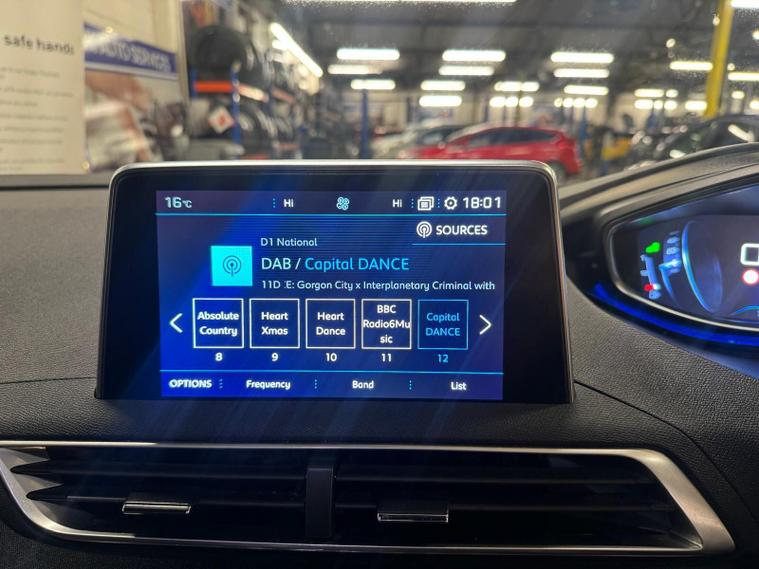 safe hands
AUTO SERVICES
16°C
Hi
Hi
18:01
SOURCES
D1 National
DAB / Capital DANCE
11D :E: Gorgon City x Interplanetary Criminal with
Absolute
Country
8
Heart
Xmas
9
Heart
Dance
10
BBC
Radio6Mu
sic
11
Capital
DANCE
12
OPTIONS
Frequency
Band
List